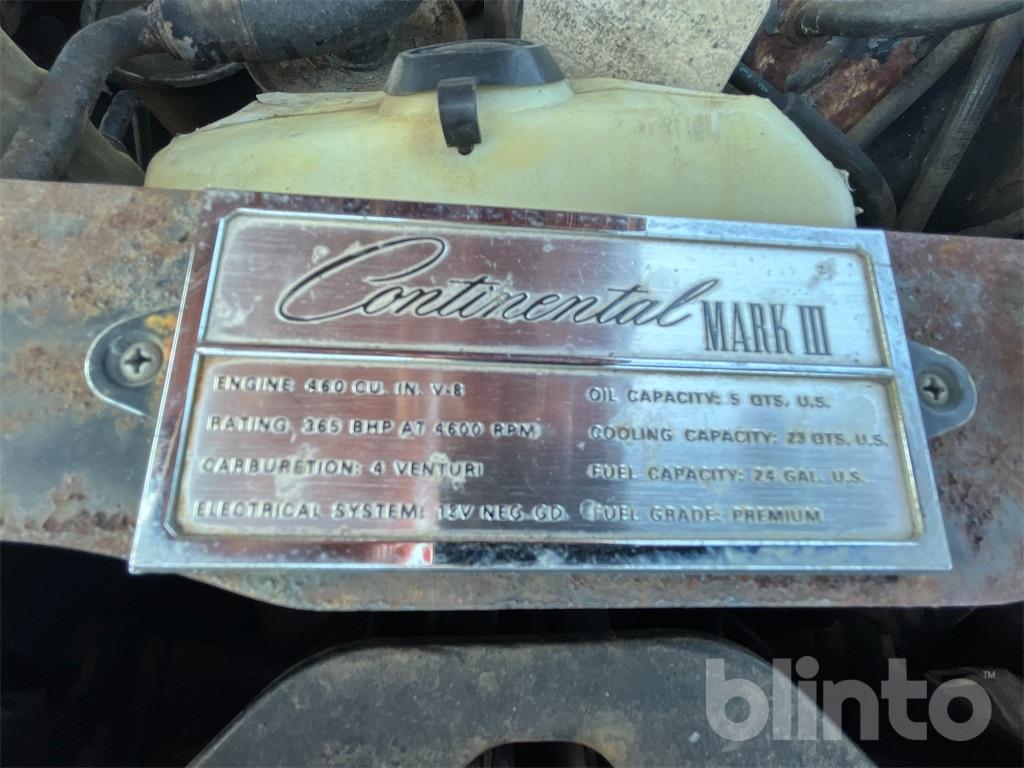 Continental MARK III
ENGINE: 460 CU. IN. V-8
RATING: 365 BHP AT 4600 RPM
CARBURETION: 4 VENTURI
ELECTRICAL SYSTEM: 12V NEG GD.
OIL CAPACITY: 5 QTS. U.S.
COOLING CAPACITY: 23 QTS. U.S.
FUEL CAPACITY: 24 GAL. U.S.
FUEL GRADE: PREMIUM
blinto™